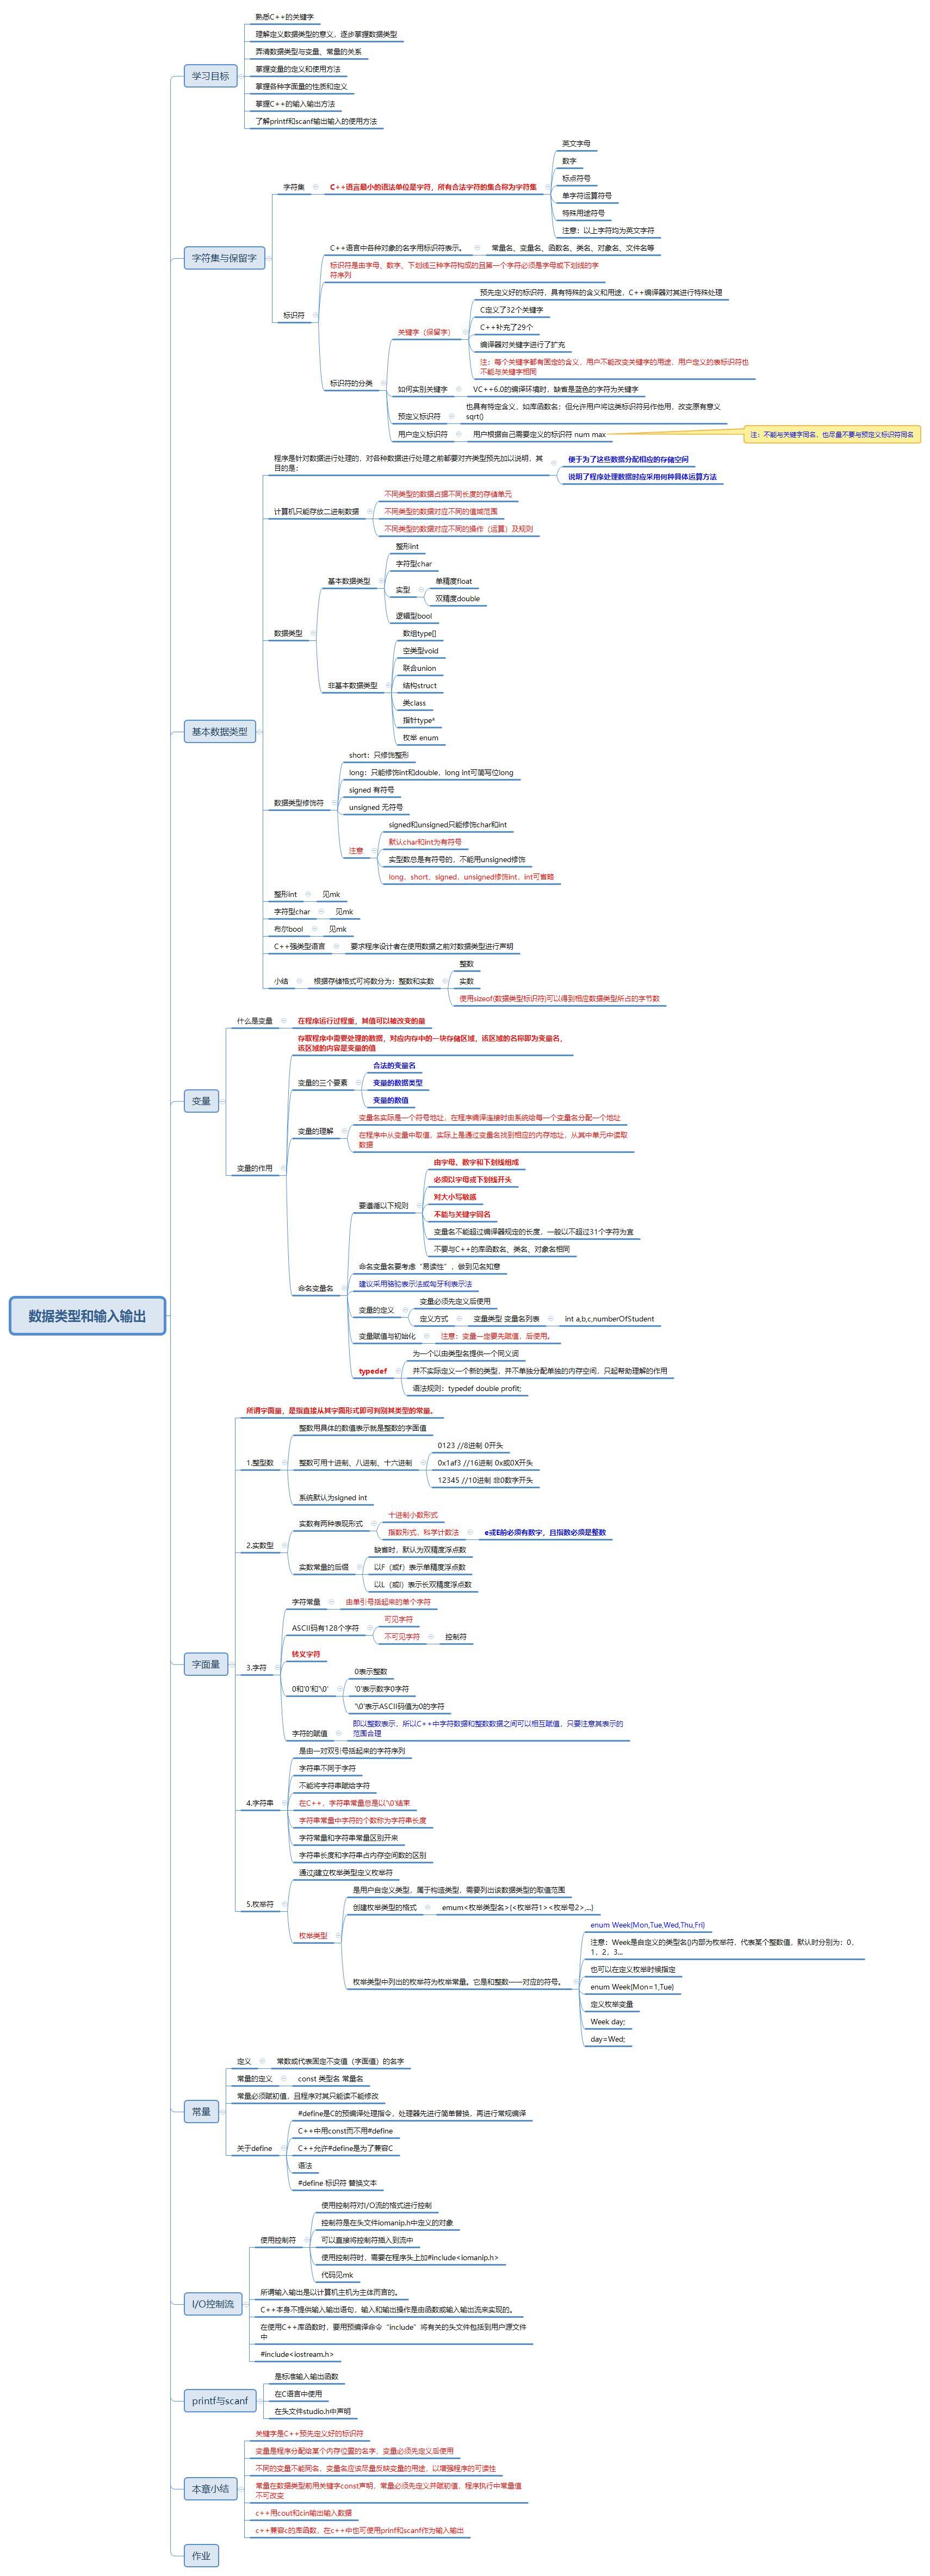 数据类型和输入输出
学习目标
熟悉C++的关键字
理解定义数据类型的意义，逐步掌握数据类型
弄清数据类型与变量、常量的关系
掌握变量的定义和使用方法
掌握各种字面量的性质和定义
掌握C++的输入输出方法
了解printf和scanf输出输入的使用方法
字符集与保留字
字符集
C++语言最小的语法单位是字符，所有合法字符的集合称为字符集
英文字母
数字
标点符号
单字符运算符号
特殊用途符号
注意：以上字符均为英文字符
标识符
C++语言中各种对象的名字用标识符表示。
常量名、变量名、函数名、类名、对象名、文件名等
标识符是由字母、数字、下划线三种字符构成的且第一个字符必须是字母或下划线的字
符序列
标识符的分类
关键字（保留字）
预先定义好的标识符，具有特殊的含义和用途，C++编译器对其进行特殊处理
C定义了32个关键字
C++补充了29个
编译器对关键字进行了扩充
注：每个关键字都有固定的含义，用户不能改变关键字的用途，用户定义的表标识符也
不能与关键字相同
如何实别关键字
VC++6.0的编译环境时，缺省是蓝色的字符为关键字
预定义标识符
也具有特定含义，如库函数名；但允许用户将这类标识符另作他用，改变原有意义
sqrt()
用户定义标识符
用户根据自己需要定义的标识符 num max
注：不能与关键字同名，也尽量不要与预定义标识符同名
基本数据类型
程序是针对数据进行处理的，对各种数据进行处理之前都要对齐类型预先加以说明，其
目的是：
便于为了这些数据分配相应的存储空间
说明了程序处理数据时应采用何种具体运算方法
计算机只能存放二进制数据
不同类型的数据占据不同长度的存储单元
不同类型的数据对应不同的值域范围
不同类型的数据对应不同的操作（运算）及规则
数据类型
基本数据类型
整形int
字符型char
实型
单精度float
双精度double
逻辑型bool
非基本数据类型
数组type[]
空类型void
联合union
结构struct
类class
指针type*
枚举 enum
数据类型修饰符
short：只修饰整形
long：只能修饰int和double，long int可简写位long
signed 有符号
unsigned 无符号
注意
signed和unsigned只能修饰char和int
默认char和int为有符号
实型数总是有符号的，不能用unsigned修饰
long、short、signed、unsigned修饰int，int可省略
整形int
见mk
字符型char
见mk
布尔bool
见mk
C++强类型语言
要求程序设计者在使用数据之前对数据类型进行声明
小结
根据存储格式可将数分为：整数和实数
整数
实数
使用sizeof(数据类型标识符)可以得到相应数据类型所占的字节数
变量
什么是变量
在程序运行过程重，其值可以被改变的量
变量的作用
存取程序中需要处理的数据，对应内存中的一块存储区域，该区域的名称即为变量名，
该区域的内容是变量的值
变量的三个要素
合法的变量名
变量的数据类型
变量的数值
变量的理解
变量名实际是一个符号地址，在程序编译连接时由系统给每一个变量名分配一个地址
在程序中从变量中取值，实际上是通过变量名找到相应的内存地址，从其中单元中读取
数据
命名变量名
要遵循以下规则
由字母、数字和下划线组成
必须以字母或下划线开头
对大小写敏感
不能与关键字同名
变量名不能超过编译器规定的长度，一般以不超过31个字符为宜
不要与C++的库函数名、类名、对象名相同
命名变量名要考虑“易读性”，做到见名知意
建议采用骆驼表示法或匈牙利表示法
变量的定义
变量必须先定义后使用
定义方式
变量类型 变量名列表
int a,b,c,numberOfStudent
变量赋值与初始化
注意：变量一定要先赋值，后使用。
typedef
为一个以由类型名提供一个同义词
并不实际定义一个新的类型，并不单独分配单独的内存空间，只起帮助理解的作用
语法规则：typedef double profit;
字面量
所谓字面量，是指直接从其字面形式即可判别其类型的常量。
1.整型数
整数用具体的数值表示就是整数的字面值
整数可用十进制、八进制、十六进制
0123 //8进制 0开头
0x1af3 //16进制 0x或0X开头
12345 //10进制 非0数字开头
系统默认为signed int
2.实数型
实数有两种表现形式
十进制小数形式
指数形式，科学计数法
e或E前必须有数字，且指数必须是整数
实数常量的后缀
缺省时，默认为双精度浮点数
以F（或f）表示单精度浮点数
以L（或l）表示长双精度浮点数
3.字符
字符常量
由单引号括起来的单个字符
ASCII码有128个字符
可见字符
不可见字符
控制符
转义字符
0和'0'和'\0'
0表示整数
'0'表示数字0字符
'\0'表示ASCII码值为0的字符
字符的赋值
即以整数表示，所以C++中字符数据和整数数据之间可以相互赋值，只要注意其表示的
范围合理
4.字符串
是由一对双引号括起来的字符序列
字符串不同于字符
不能将字符串赋给字符
在C++，字符串常量总是以'\0'结束
字符串常量中字符的个数称为字符串长度
字符常量和字符串常量区别开来
字符串长度和字符串占内存空间数的区别
5.枚举符
通过j建立枚举类型定义枚举符
枚举类型
是用户自定义类型，属于构造类型，需要列出该数据类型的取值范围
创建枚举类型的格式
emum<枚举类型名>{<枚举符1><枚举号2>,...}
枚举类型中列出的枚举符为枚举常量。它是和整数一一对应的符号。
enum Week{Mon,Tue,Wed,Thu,Fri}
注意：Week是自定义的类型名{}内部为枚举符，代表某个整数值，默认时分别为：0，
1，2，3...
也可以在定义枚举时候指定
enum Week{Mon=1,Tue}
定义枚举变量
Week day;
day=Wed;
常量
定义
常数或代表固定不变值（字面值）的名字
常量的定义
const 类型名 常量名
常量必须赋初值，且程序对其只能读不能修改
关于define
#define是C的预编译处理指令，处理器先进行简单替换，再进行常规编译
C++中用const而不用#define
C++允许#define是为了兼容C
语法
#define 标识符 替换文本
I/O控制流
使用控制符
使用控制符对I/O流的格式进行控制
控制符是在头文件iomanip.h中定义的对象
可以直接将控制符插入到流中
使用控制符时，需要在程序头上加#include<iomanip.h>
代码见mk
所谓输入输出是以计算机主机为主体而言的。
C++本身不提供输入输出语句，输入和输出操作是由函数或输入输出流来实现的。
在使用C++库函数时，要用预编译命令“include”将有关的头文件包括到用户源文件
中
#include<iostream.h>
printf与scanf
是标准输入输出函数
在C语言中使用
在头文件studio.h中声明
本章小结
关键字是C++预先定义好的标识符
变量是程序分配给某个内存位置的名字，变量必须先定义后使用
不同的变量不能同名，变量名应该尽量反映变量的用途，以增强程序的可读性
常量在数据类型前用关键字const声明，常量必须先定义并赋初值，程序执行中常量值
不可改变
c++用cout和cin输出输入数据
c++兼容c的库函数，在c++中也可使用prinf和scanf作为输入输出
作业